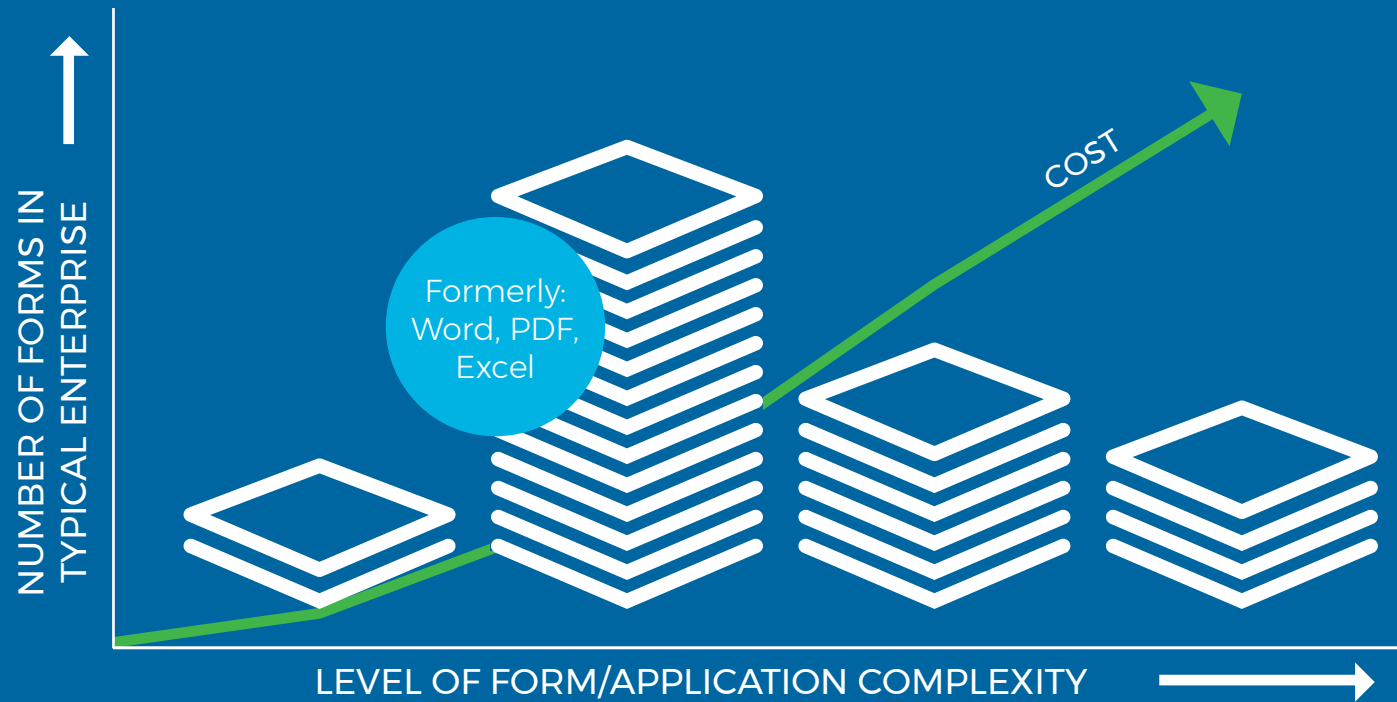 NUMBER OF FORMS IN
TYPICAL ENTERPRISE
Formerly:
Word, PDF,
Excel
COST
LEVEL OF FORM/APPLICATION COMPLEXITY